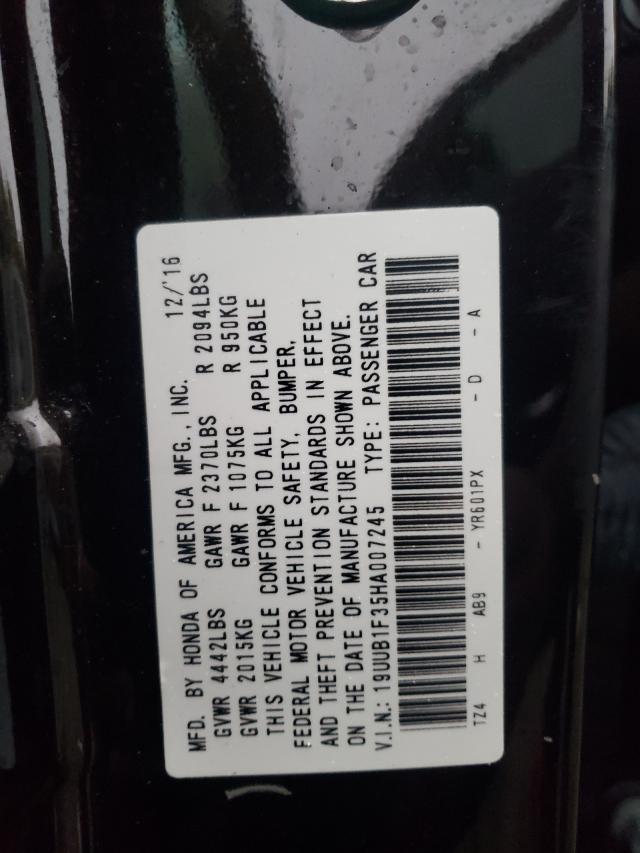 MFD. BY HONDA OF AMERICA MFG., INC. 12/'16
GVWR 4442LBS GAWR F 2370LBS R 2094LBS
GVWR 2015KG GAWR F 1075KG R 950KG
THIS VEHICLE CONFORMS TO ALL APPLICABLE
FEDERAL MOTOR VEHICLE SAFETY, BUMPER,
AND THEFT PREVENTION STANDARDS IN EFFECT
ON THE DATE OF MANUFACTURE SHOWN ABOVE.
V.I.N.: 19UUB1F35HA007245 TYPE: PASSENGER CAR
TZ4 H AB9 - YR601PX - D - A